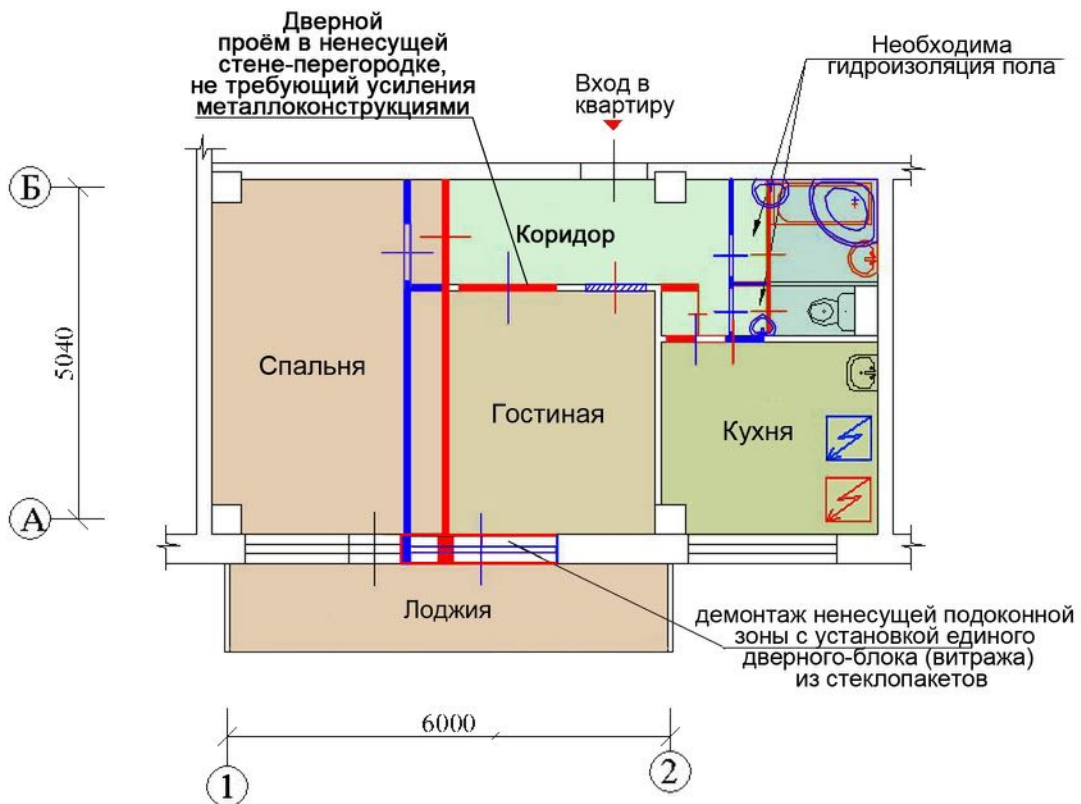 Дверной
проём в ненесущей
стене-перегородке,
не требующий усиления
металлоконструкциями
Вход в
квартиру
Необходима
гидроизоляция пола
Б
Коридор
5040
Спальня
Гостиная
Кухня
А
Лоджия
демонтаж ненесущей подоконной
зоны с установкой единого
дверного-блока (витража)
из стеклопакетов
6000
1
2